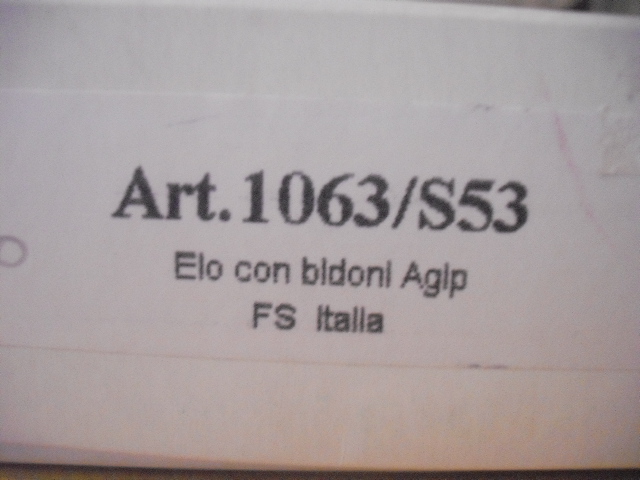 Art.1063/S53
Elo con bidoni Agip
FS Italia